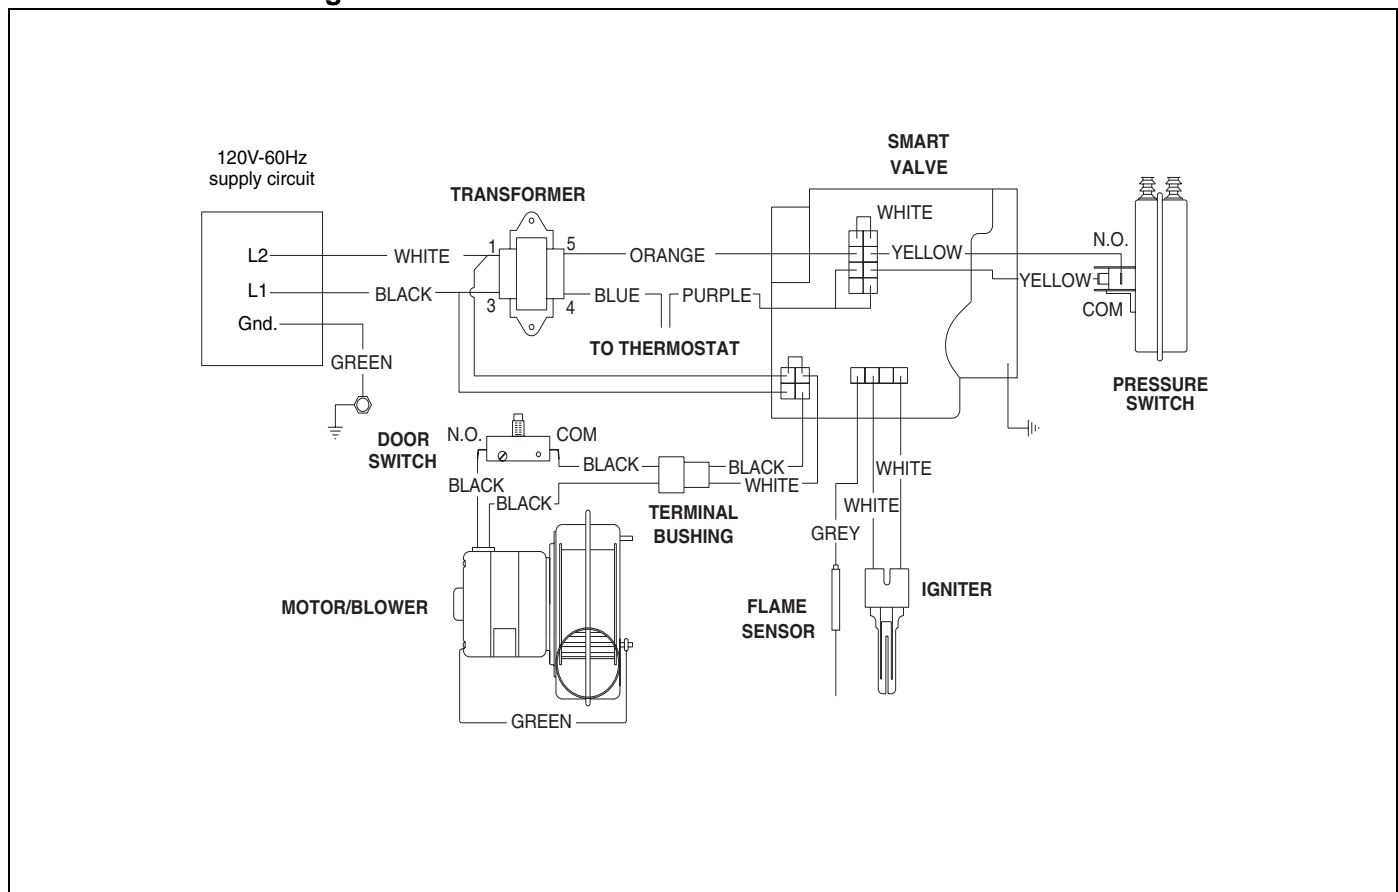 SMART
VALVE
120V-60Hz
supply circuit
TRANSFORMER
WHITE
L2
WHITE
1
5
ORANGE
YELLOW
N.O.
L1
BLACK
3
4
BLUE
PURPLE
YELLOW
COM
Gnd.
GREEN
TO THERMOSTAT
PRESSURE
SWITCH
DOOR
SWITCH
N.O.
COM
BLACK
BLACK
WHITE
BLACK
BLACK
TERMINAL
BUSHING
WHITE
WHITE
GREY
MOTOR/BLOWER
FLAME
SENSOR
IGNITER
GREEN